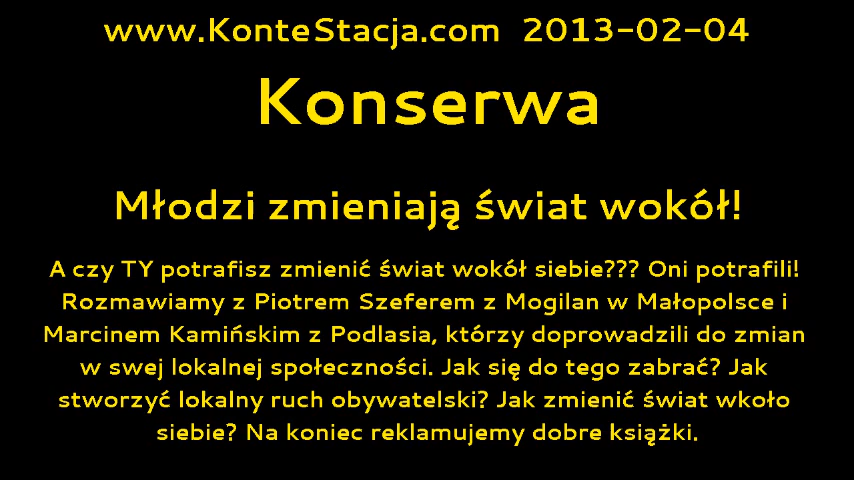 www.KonteStacja.com 2013-02-04
Konserwa
Młodzi zmieniają świat wokół!
A czy TY potrafisz zmienić świat wokół siebie??? Oni potrafili!
Rozmawiamy z Piotrem Szeferem z Mogilan w Małopolsce i
Marcinem Kamińskim z Podlasia, którzy doprowadzili do zmian
w swej lokalnej społeczności. Jak się do tego zabrać? Jak
stworzyć lokalny ruch obywatelski? Jak zmienić świat wkoło
siebie? Na koniec reklamujemy dobre książki.